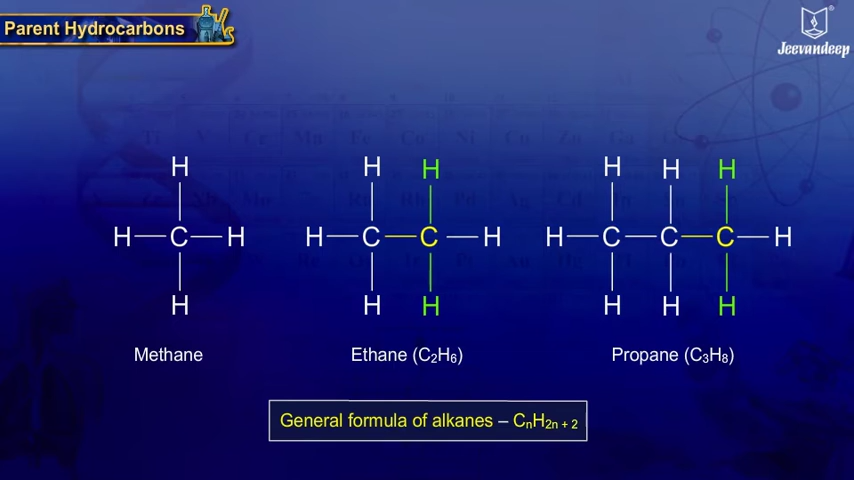 Parent Hydrocarbons
Jeevandeep
®
H H H H H H
H C H H C C H H C C C H
H H H H H H
Methane Ethane (C₂H₆) Propane (C₃H₈)
General formula of alkanes – CₙH₂ₙ ₊ ₂